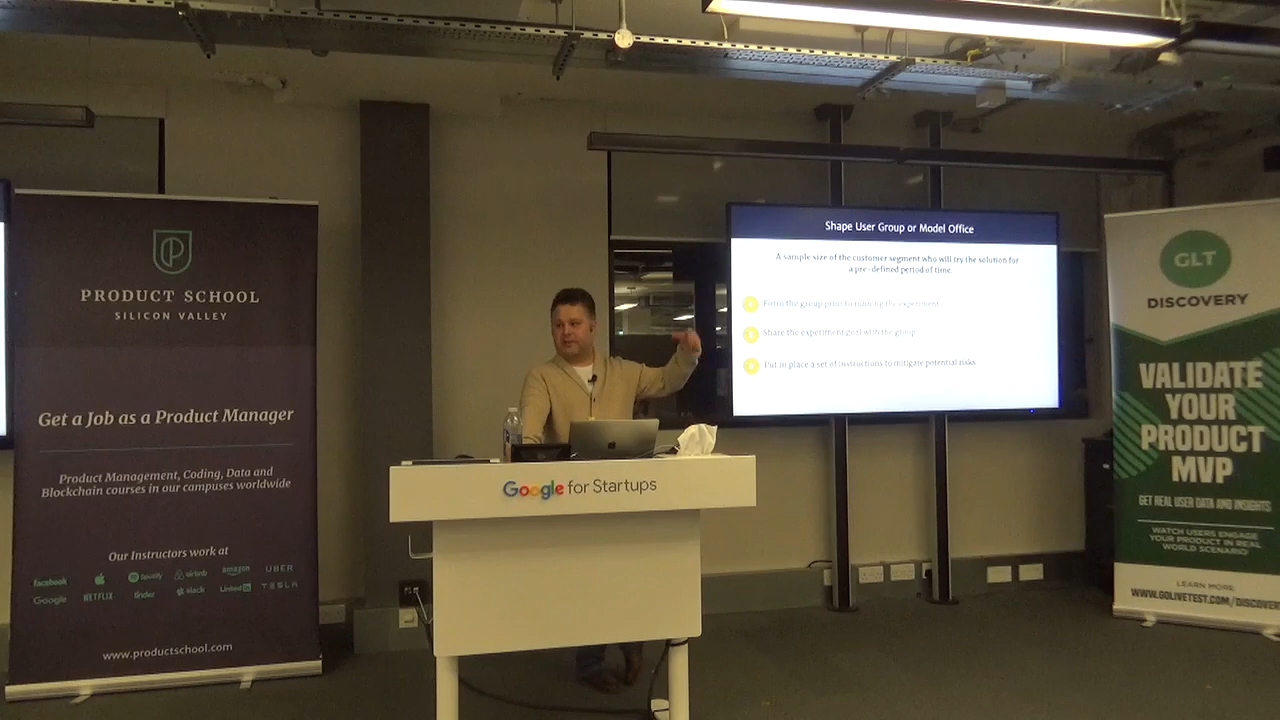 PRODUCT SCHOOL
SILICON VALLEY
Get a Job as a Product Manager
Product Management, Coding, Data and
Blockchain courses in our campuses worldwide
Our Instructors work at
facebook
Spotify
airbnb
amazon
UBER
Google
NETFLIX
tinder
slack
LinkedIn
TESLA
www.productschool.com
Google for Startups
Shape User Group or Model Office
A sample size of the customer segment who will try the solution for
a pre-defined period of time.
Form the group prior to running the experiment
Share the experiment goal with the group
Put in place a set of instructions to mitigate potential risks
GLT
DISCOVERY
VALIDATE
YOUR
PRODUCT
MVP
GET REAL USER DATA AND INSIGHTS
WATCH USERS ENGAGE
YOUR PRODUCT IN REAL
WORLD SCENARIO
LEARN MORE:
WWW.GOLIVETEST.COM/DISCOVER